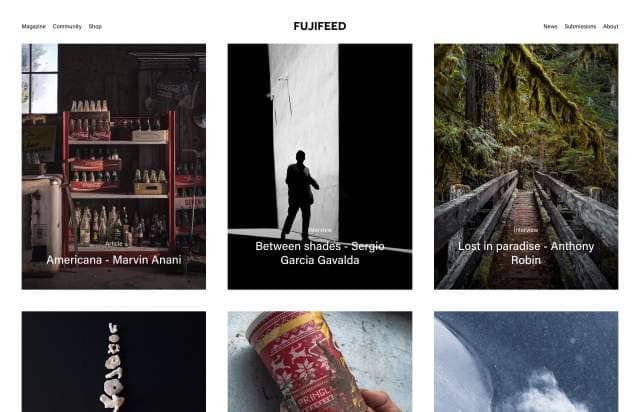 Magazine Community Shop
FUJIFEED
News Submissions About
Article
Americana - Marvin Anani
Interview
Between shades - Sergio
Garcia Gavalda
Interview
Lost in paradise - Anthony
Robin
PRINGL